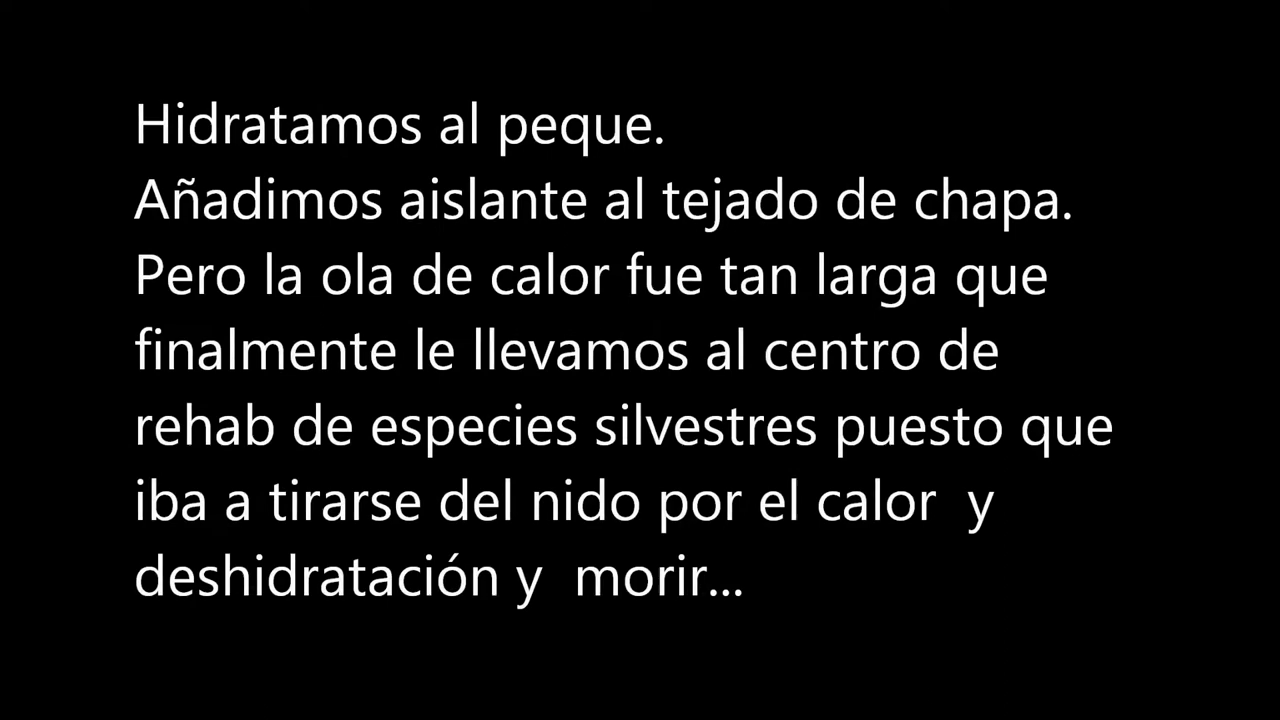 Hidratamos al peque.
Añadimos aislante al tejado de chapa.
Pero la ola de calor fue tan larga que
finalmente le llevamos al centro de
rehab de especies silvestres puesto que
iba a tirarse del nido por el calor  y
deshidratación y  morir...